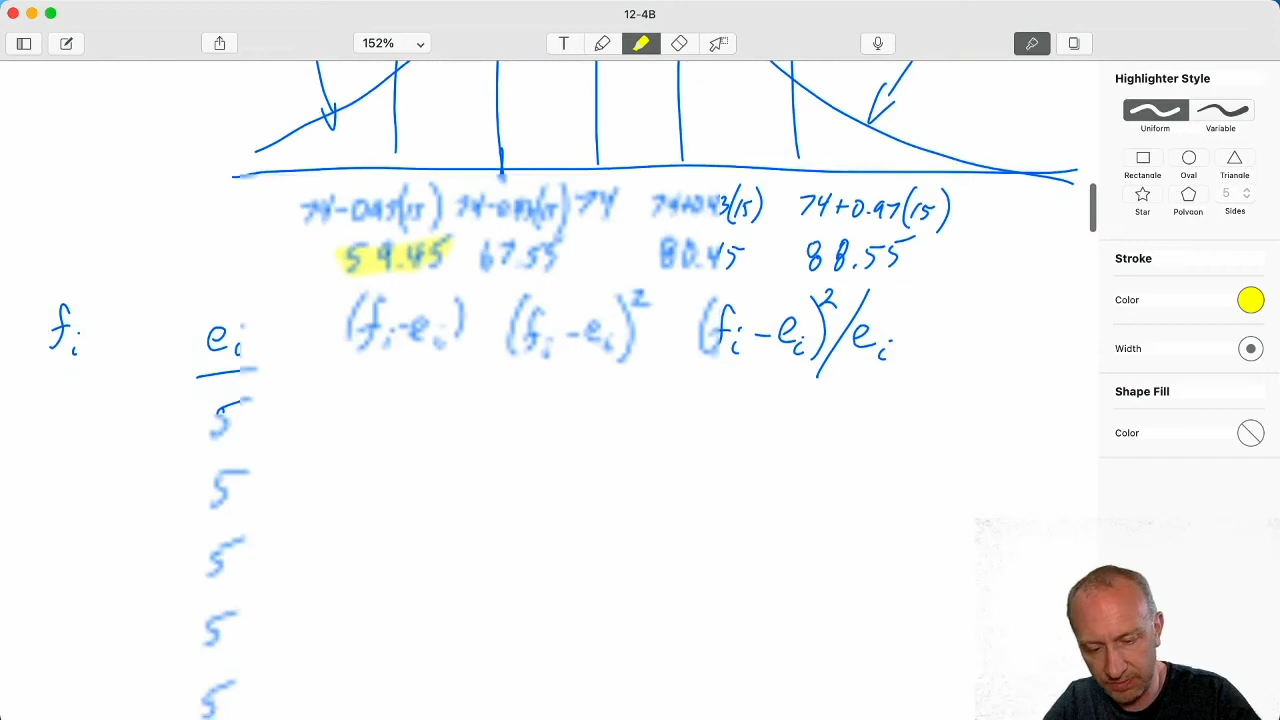 12-4B
152%
T
Highlighter Style
Uniform
Variable
Rectangle
Oval
Triangle
Star
Polygon
5
Sides
Stroke
Color
Width
Shape Fill
Color
74-0.97(15) 74-0.43(15) 74 74+0.43(15) 74+0.97(15)
59.45 67.55 80.45 88.55
fi ei (fi-ei) (fi-ei)² (fi-ei)²/ei
5
5
5
5
5